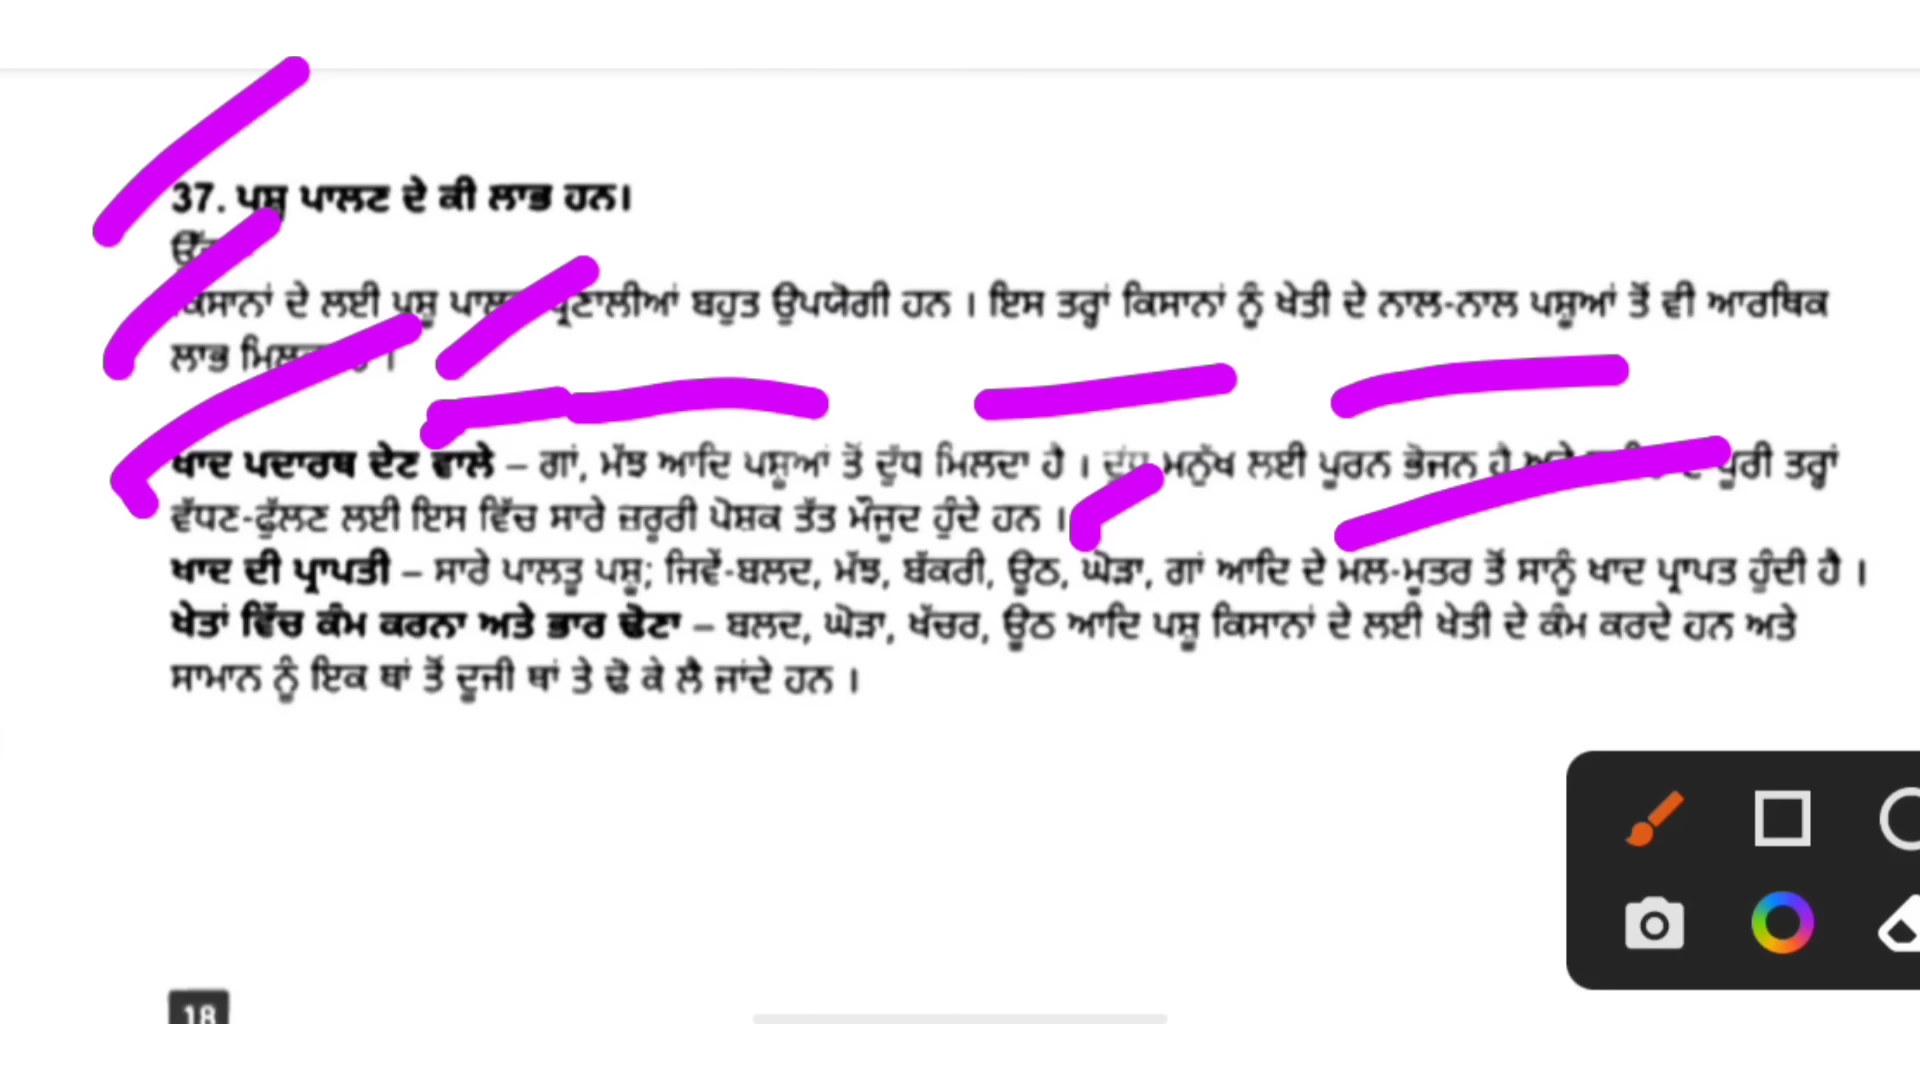 37. ਪਸ਼ੂ ਪਾਲਣ ਦੇ ਕੀ ਲਾਭ ਹਨ।
ਕਿਸਾਨਾਂ ਦੇ ਲਈ ਪਸ਼ੂ ਬਹੁਤ ਉਪਯੋਗੀ ਹਨ । ਇਸ ਤਰ੍ਹਾਂ ਕਿਸਾਨਾਂ ਨੂੰ ਖੇਤੀ ਦੇ ਨਾਲ-ਨਾਲ ਪਸ਼ੂਆਂ ਤੋਂ ਵੀ ਆਰਥਿਕ
ਲਾਭ ।
ਖਾਦ ਪਦਾਰਥ ਦੇਣ ਵਾਲੇ – ਗਾਂ, ਮੱਝ ਆਦਿ ਪਸ਼ੂਆਂ ਤੋਂ ਦੁੱਧ ਮਿਲਦਾ ਹੈ । ਦੁੱਧ ਮਨੁੱਖ ਲਈ ਪੂਰਨ ਭੋਜਨ ਹੈ ਪੂਰੀ ਤਰ੍ਹਾਂ
ਵੱਧਣ-ਫੁੱਲਣ ਲਈ ਇਸ ਵਿੱਚ ਸਾਰੇ ਜ਼ਰੂਰੀ ਪੋਸ਼ਕ ਤੱਤ ਮੌਜੂਦ ਹੁੰਦੇ ਹਨ ।
ਖਾਦ ਦੀ ਪ੍ਰਾਪਤੀ – ਸਾਰੇ ਪਾਲਤੂ ਪਸ਼ੂ; ਜਿਵੇਂ-ਬਲਦ, ਮੱਝ, ਬੱਕਰੀ, ਊਠ, ਘੋੜਾ, ਗਾਂ ਆਦਿ ਦੇ ਮਲ-ਮੂਤਰ ਤੋਂ ਸਾਨੂੰ ਖਾਦ ਪ੍ਰਾਪਤ ਹੁੰਦੀ ਹੈ ।
ਖੇਤਾਂ ਵਿੱਚ ਕੰਮ ਕਰਨਾ ਅਤੇ ਭਾਰ ਢੋਣਾ – ਬਲਦ, ਘੋੜਾ, ਖੱਚਰ, ਊਠ ਆਦਿ ਪਸ਼ੂ ਕਿਸਾਨਾਂ ਦੇ ਲਈ ਖੇਤੀ ਦੇ ਕੰਮ ਕਰਦੇ ਹਨ ਅਤੇ
ਸਾਮਾਨ ਨੂੰ ਇਕ ਥਾਂ ਤੋਂ ਦੂਜੀ ਥਾਂ ਤੇ ਢੋ ਕੇ ਲੈ ਜਾਂਦੇ ਹਨ ।
18